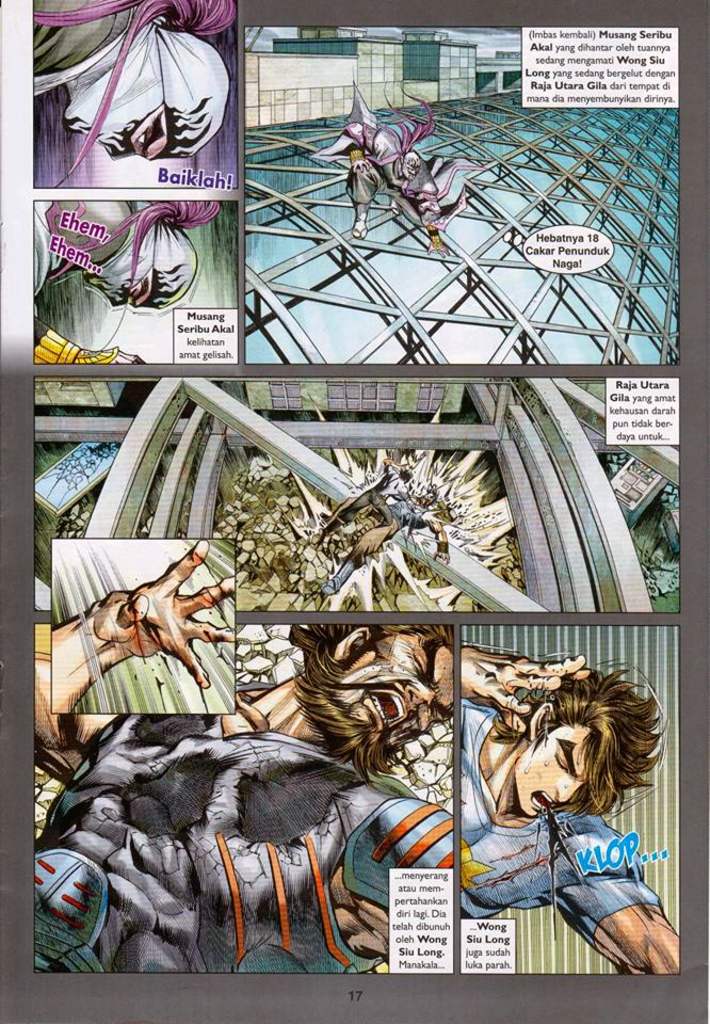 Baiklah!
(Imbas kembali) Musang Seribu
Akal yang dihantar oleh tuannya
sedang mengamati Wong Siu
Long yang sedang bergelut dengan
Raja Utara Gila dari tempat di
mana dia menyembunyikan dirinya.
Hebatnya 18
Cakar Penunduk
Naga!
Ehem,
Ehem...
Musang
Seribu Akal
kelihatan
amat gelisah.
Raja Utara
Gila yang amat
kehausan darah
pun tidak ber-
daya untuk...
...menyerang
atau mem-
pertahankan
diri lagi. Dia
telah dibunuh
oleh Wong
Siu Long.
Manakala...
KLOP...
...Wong
Siu Long
juga sudah
luka parah.
17